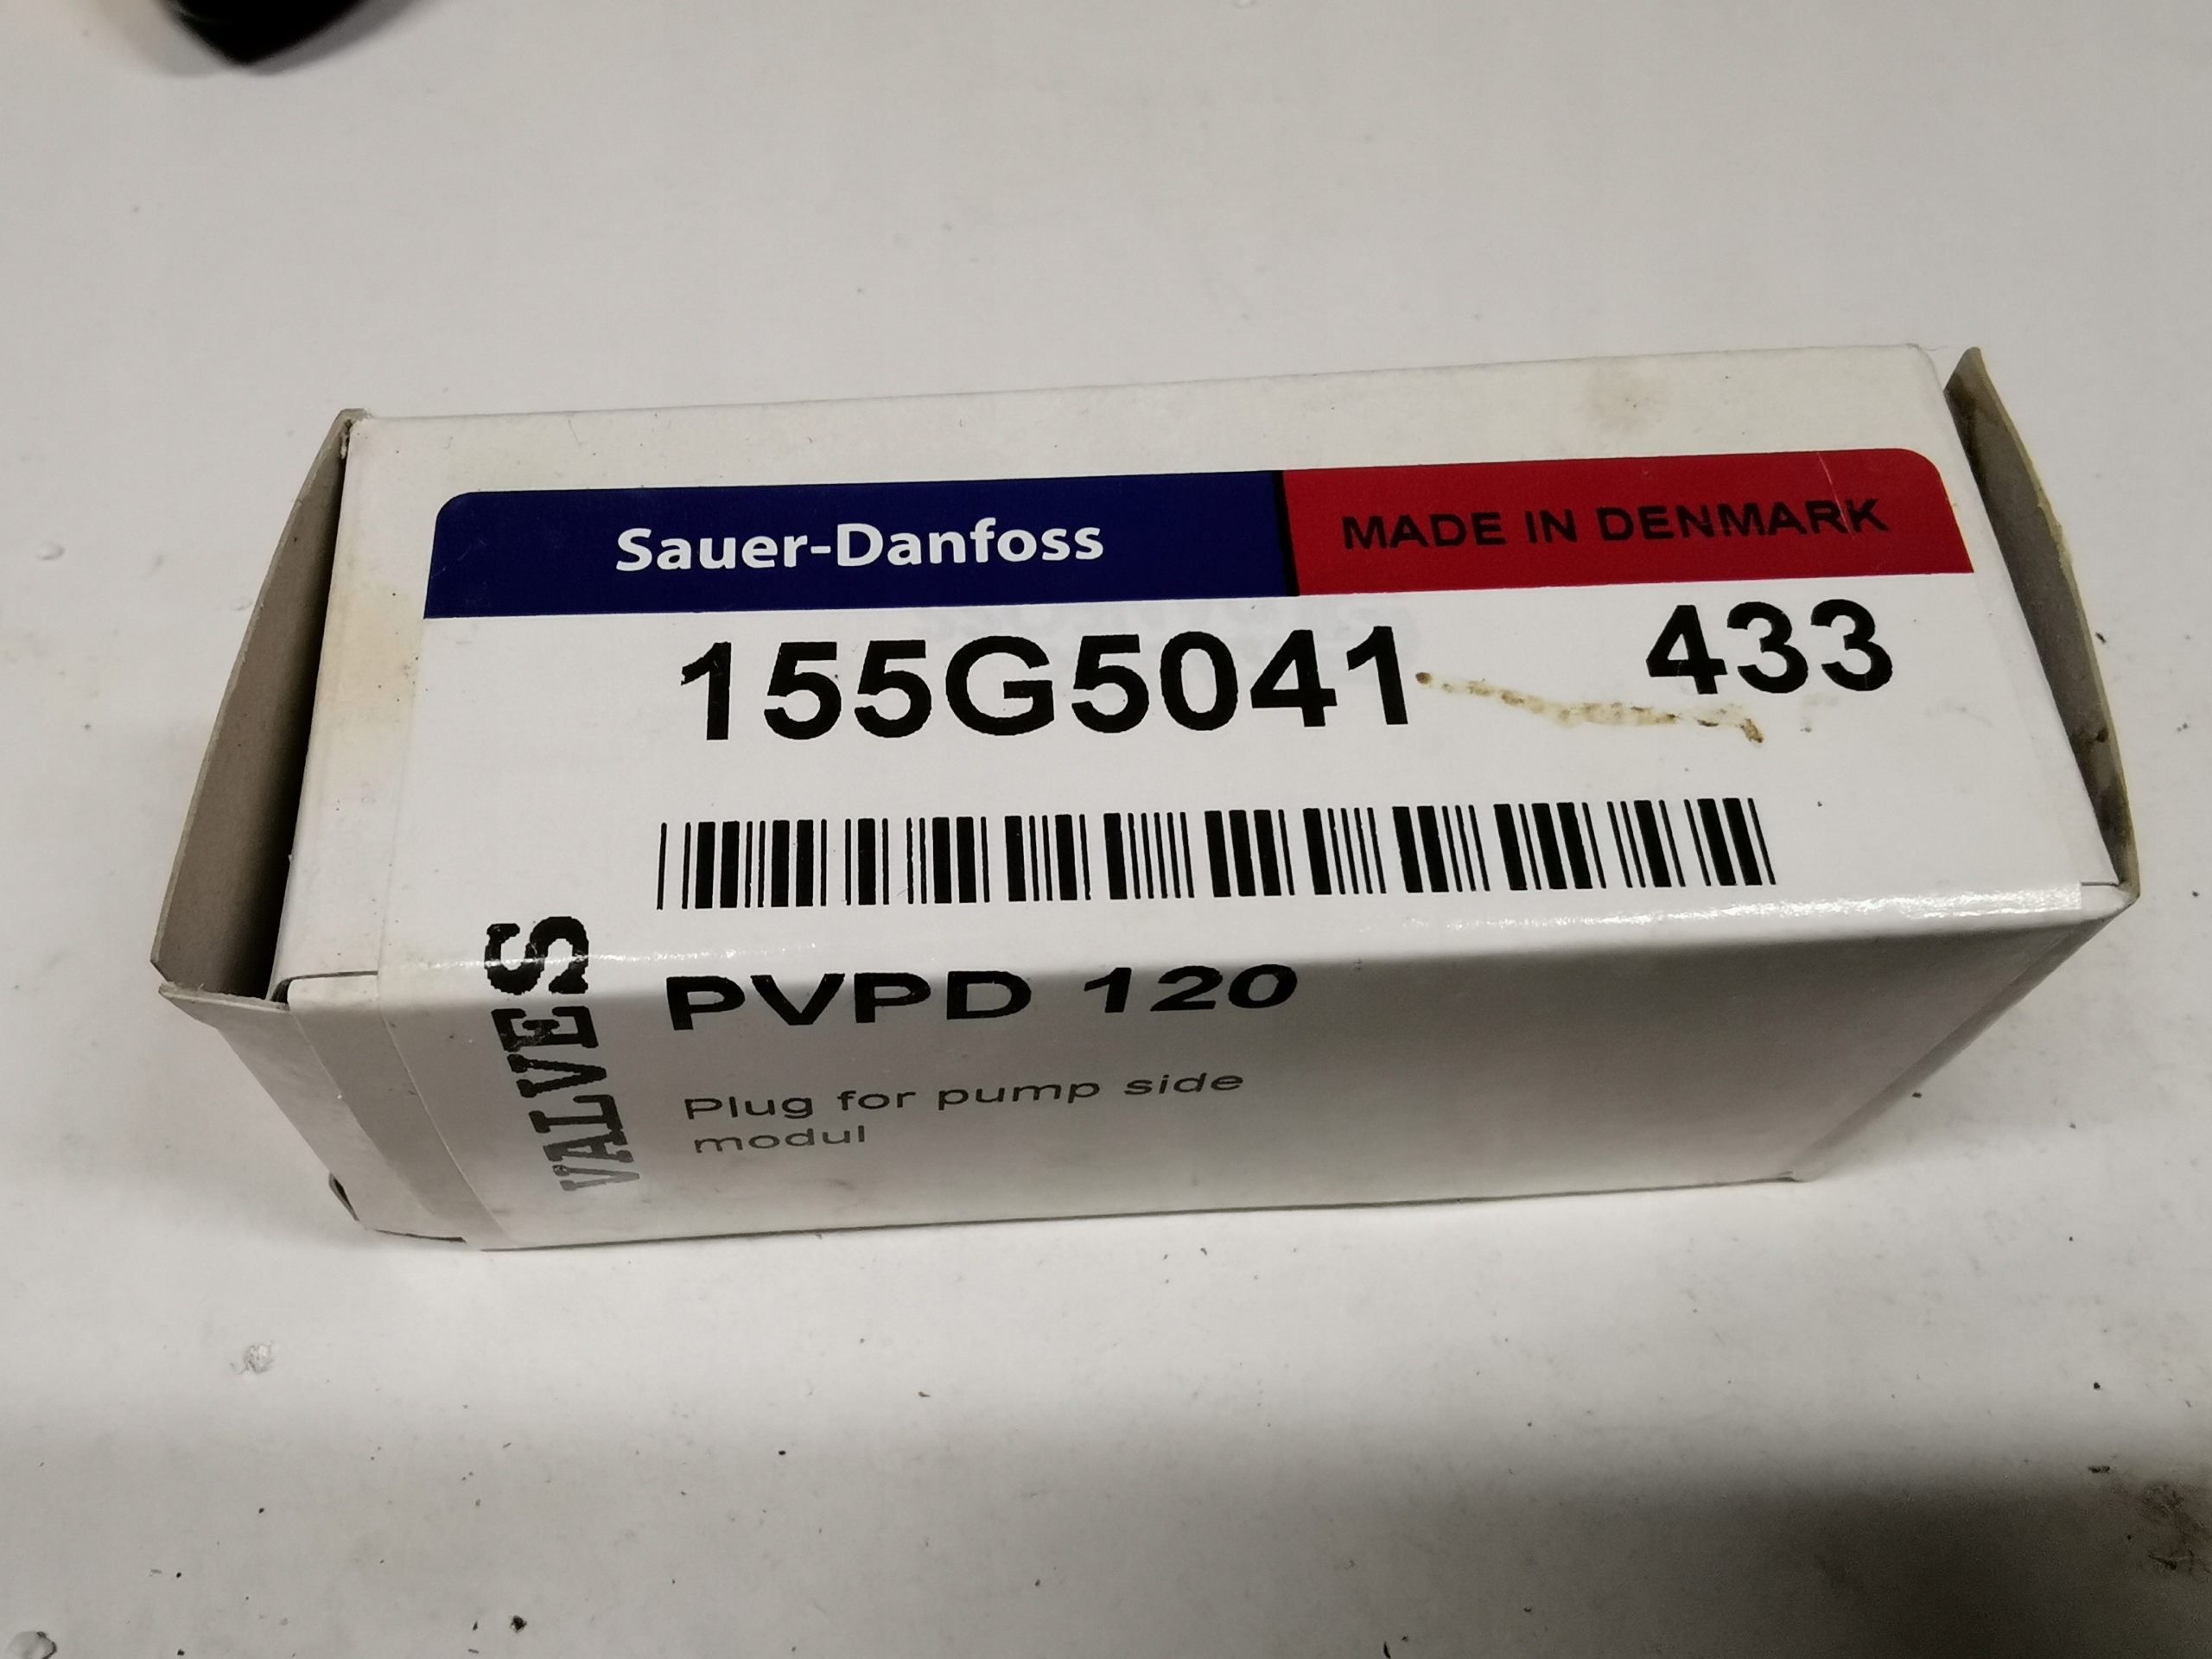 Sauer-Danfoss
MADE IN DENMARK
155G5041
433
VALVES
PVPD 120
Plug for pump side
modul